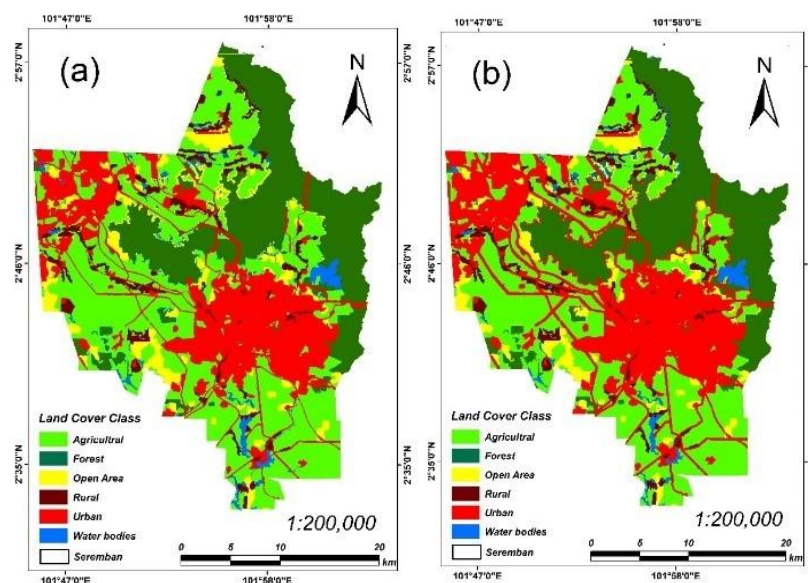 101°47'0"E 101°58'0"E
(a)
N
2°57'0"N
2°46'0"N
2°35'0"N
Land Cover Class
Agricultral
Forest
Open Area
Rural
Urban
Water bodies
Seremban
1:200,000
0 5 10 20
km
101°47'0"E 101°58'0"E
101°58'0"E
(b)
N
2°57'0"N
2°46'0"N
2°35'0"N
Land Cover Class
Agricultral
Forest
Open Area
Rural
Urban
Water bodies
Seremban
1:200,000
0 5 10 20
km
101°47'0"E 101°58'0"E